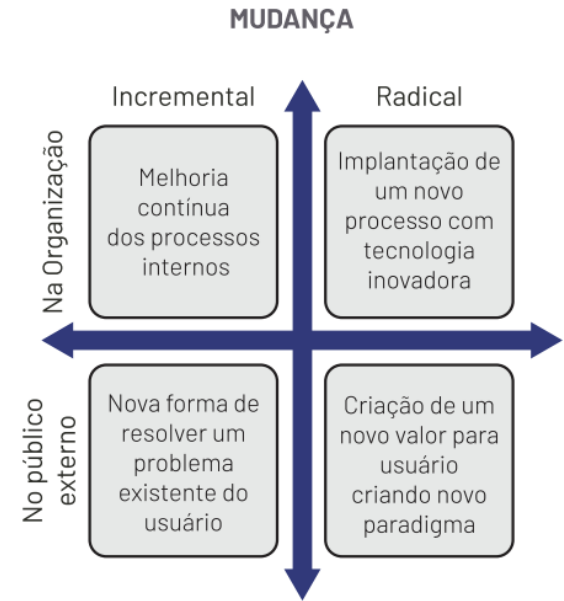 MUDANÇA
Incremental
Radical
Na Organização
Melhoria
contínua
dos processos
internos
Implantação de
um novo
processo com
tecnologia
inovadora
No público
externo
Nova forma de
resolver um
problema
existente do
usuário
Criação de um
novo valor para
usuário
criando novo
paradigma